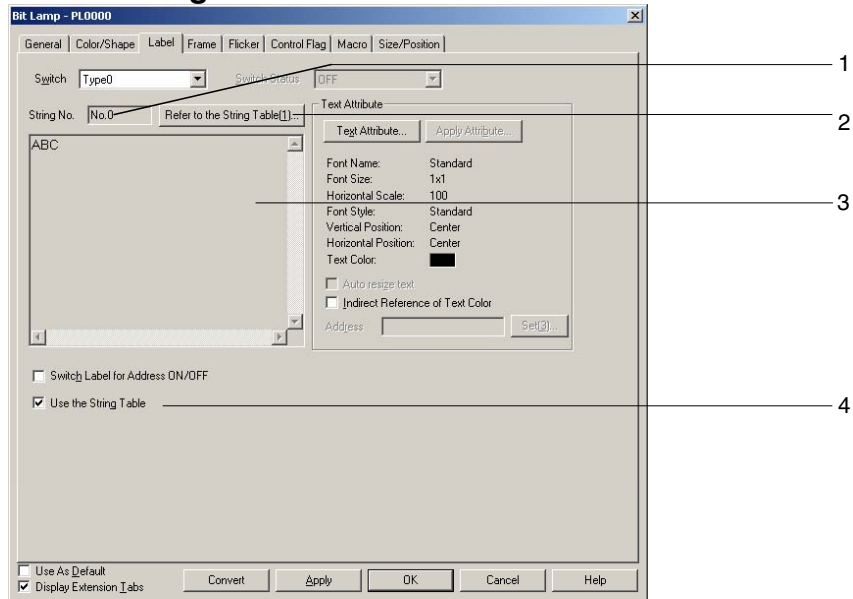 Bit Lamp - PL0000
General Color/Shape Label Frame Flicker Control Flag Macro Size/Position
Switch Type0 Switch Status OFF
1
String No. No.0 Refer to the String Table(1)...
2
Text Attribute
Text Attribute... Apply Attribute...
ABC
Font Name: Standard
Font Size: 1x1
Horizontal Scale: 100
3
Font Style: Standard
Vertical Position: Center
Horizontal Position: Center
Text Color:
Auto resize text
Indirect Reference of Text Color
Address Set(3)...
Switch Label for Address ON/OFF
Use the String Table
4
Use As Default
Display Extension Tabs
Convert Apply OK Cancel Help